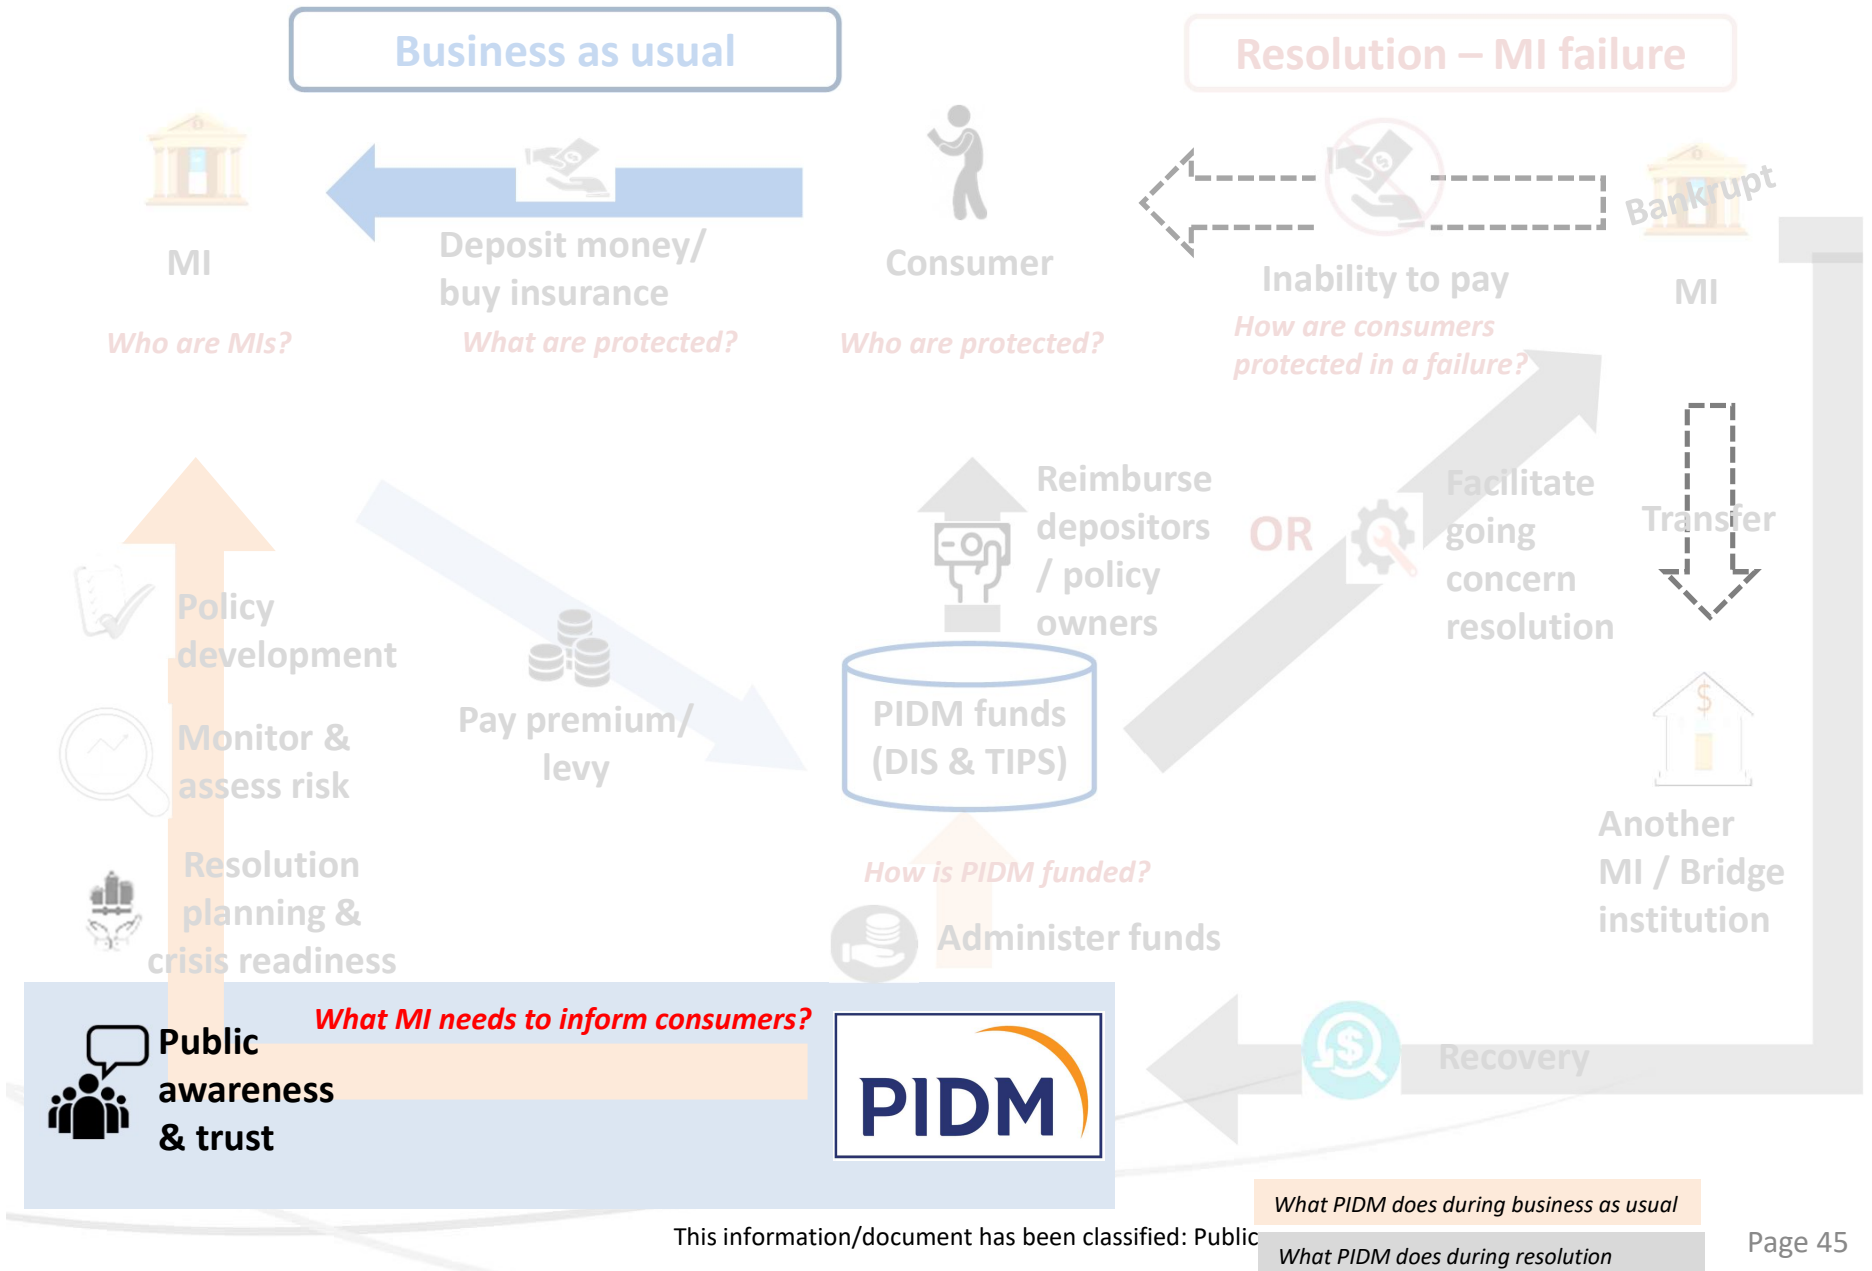 Business as usual
Resolution – MI failure
MI
Deposit money/
buy insurance
Consumer
Inability to pay
Bankrupt
MI
Who are MIs?
What are protected?
Who are protected?
How are consumers
protected in a failure?
Policy
development
Monitor &
assess risk
Resolution
planning &
crisis readiness
Pay premium/
levy
Reimburse
depositors
/ policy
owners
OR
Facilitate
going
concern
resolution
Transfer
PIDM funds
(DIS & TIPS)
How is PIDM funded?
Administer funds
Another
MI / Bridge
institution
What MI needs to inform consumers?
Public
awareness
& trust
PIDM
Recovery
What PIDM does during business as usual
This information/document has been classified: Public
What PIDM does during resolution
Page 45